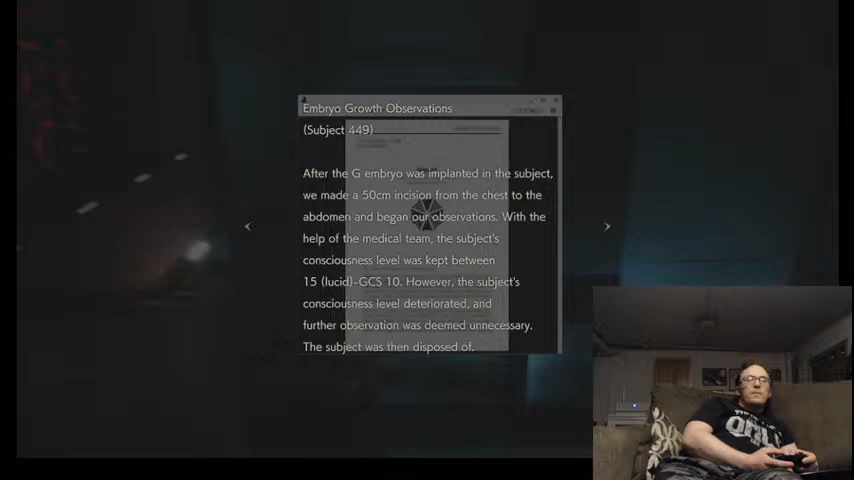 Embryo Growth Observations
(Subject 449)
After the G embryo was implanted in the subject,
we made a 50cm incision from the chest to the
abdomen and began our observations. With the
help of the medical team, the subject's
consciousness level was kept between
15 (lucid)-GCS 10. However, the subject's
consciousness level deteriorated, and
further observation was deemed unnecessary.
The subject was then disposed of.